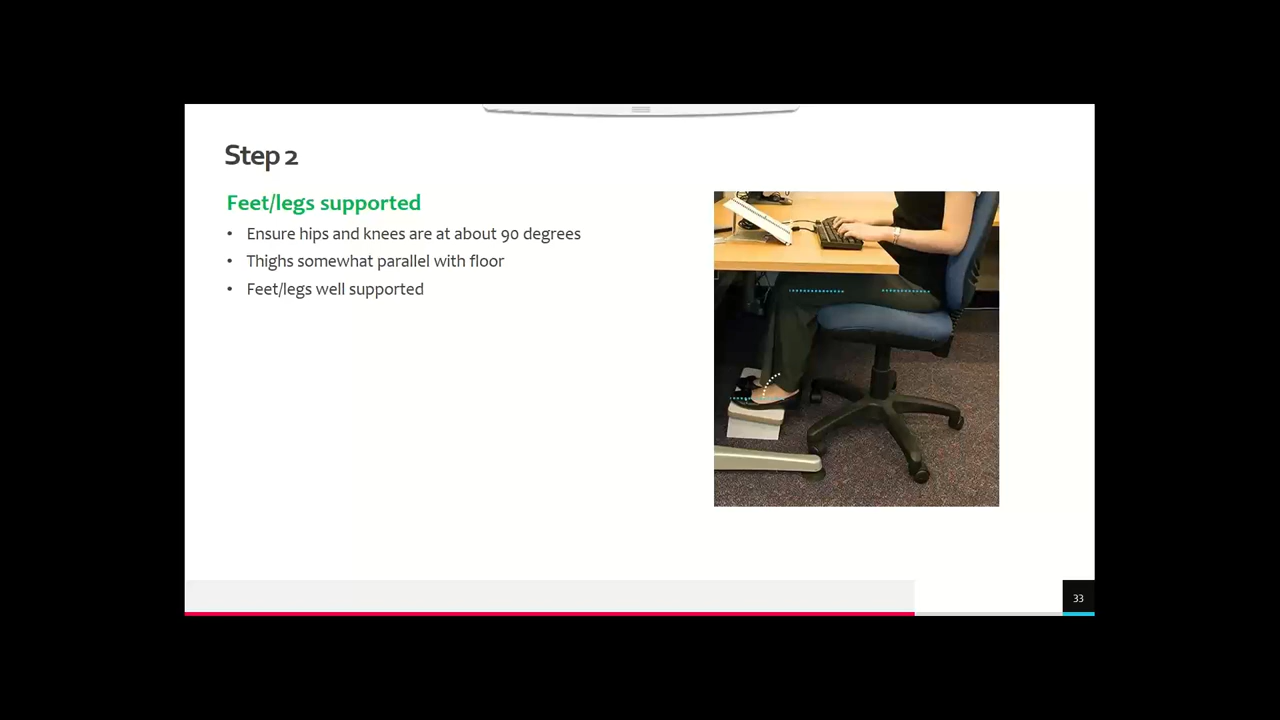 Step 2
Feet/legs supported
• Ensure hips and knees are at about 90 degrees
• Thighs somewhat parallel with floor
• Feet/legs well supported
33